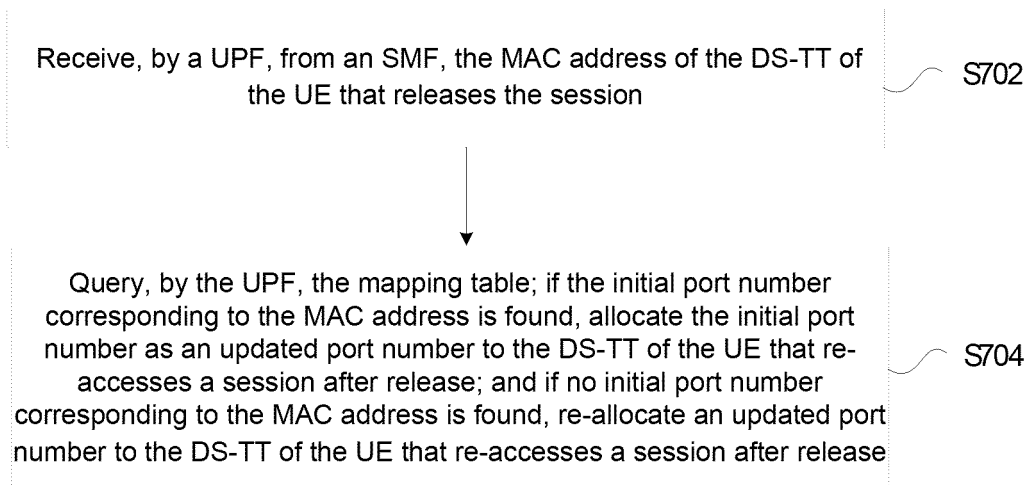 Receive, by a UPF, from an SMF, the MAC address of the DS-TT of
the UE that releases the session
S702
Query, by the UPF, the mapping table; if the initial port number
corresponding to the MAC address is found, allocate the initial port
number as an updated port number to the DS-TT of the UE that re-
accesses a session after release; and if no initial port number
corresponding to the MAC address is found, re-allocate an updated port
number to the DS-TT of the UE that re-accesses a session after release
S704